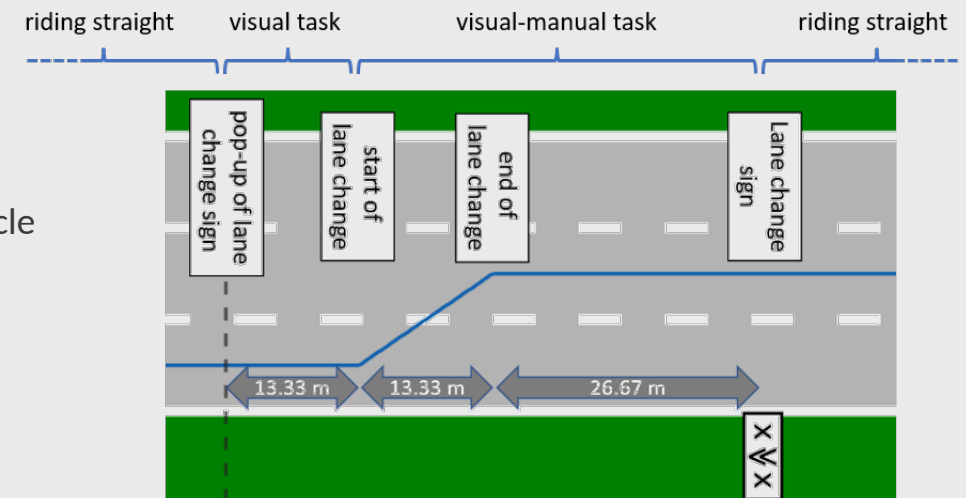 riding straight
visual task
visual-manual task
riding straight
pop-up of lane
change sign
start of
lane change
end of
lane change
Lane change
sign
cle
13.33 m
13.33 m
26.67 m
X
X